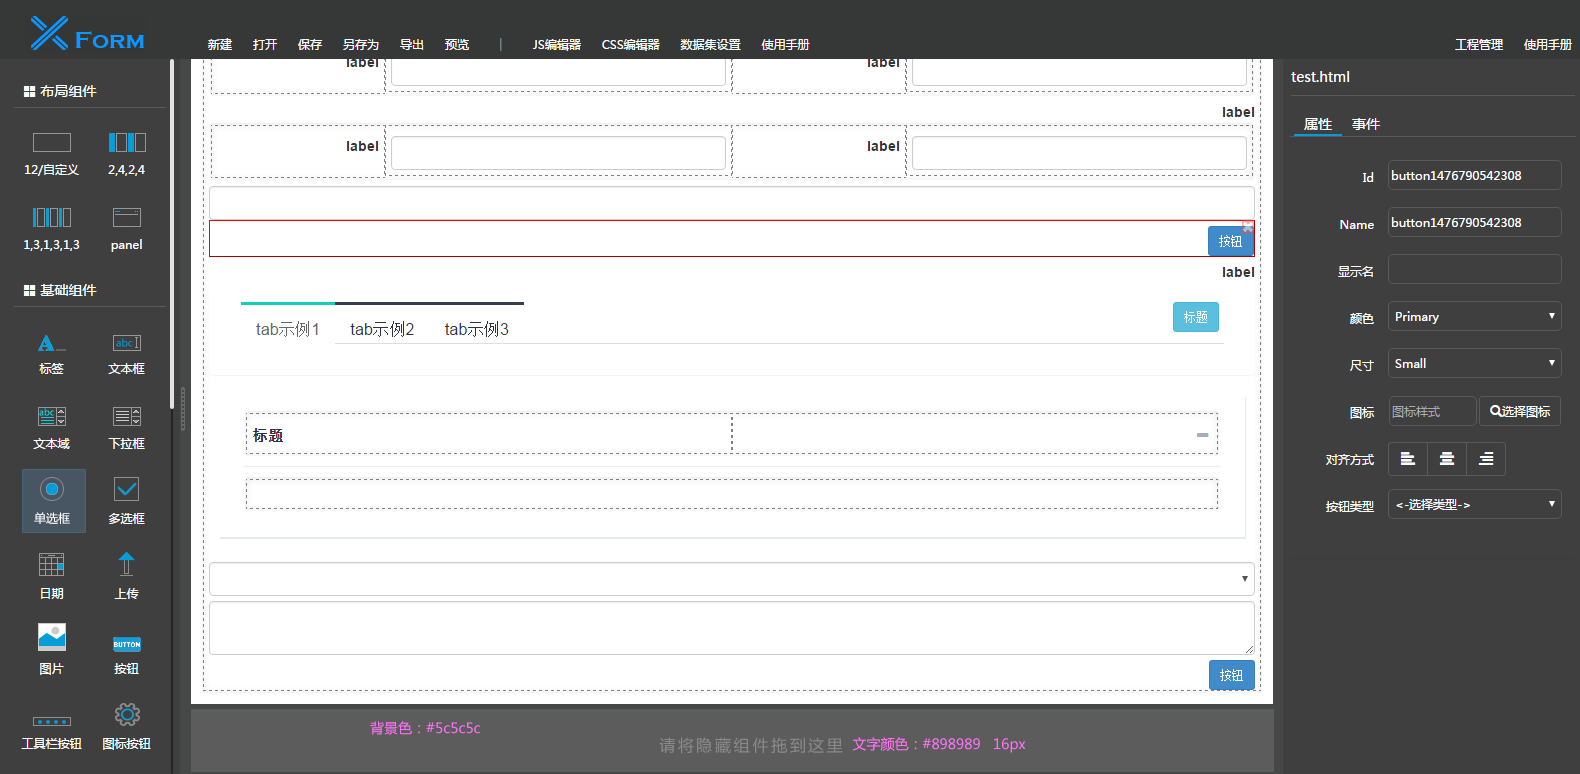 X FORM
新建 打开 保存 另存为 导出 预览 | JS编辑器 CSS编辑器 数据集设置 使用手册 工程管理 使用手册
布局组件
12/自定义 2,4,2,4
1,3,1,3,1,3 panel
基础组件
标签 abc 文本框
abc 文本域 下拉框
单选框 多选框
日期 上传
图片 BUTTON 按钮
工具栏按钮 图标按钮
label label
label
label label
按钮
label
tab示例1 tab示例2 tab示例3 标题
标题
按钮
背景色：#5c5c5c
请将隐藏组件拖到这里 文字颜色：#898989 16px
test.html
属性 事件
Id button1476790542308
Name button1476790542308
显示名
颜色 Primary
尺寸 Small
图标 图标样式 选择图标
对齐方式
按钮类型 <-选择类型->